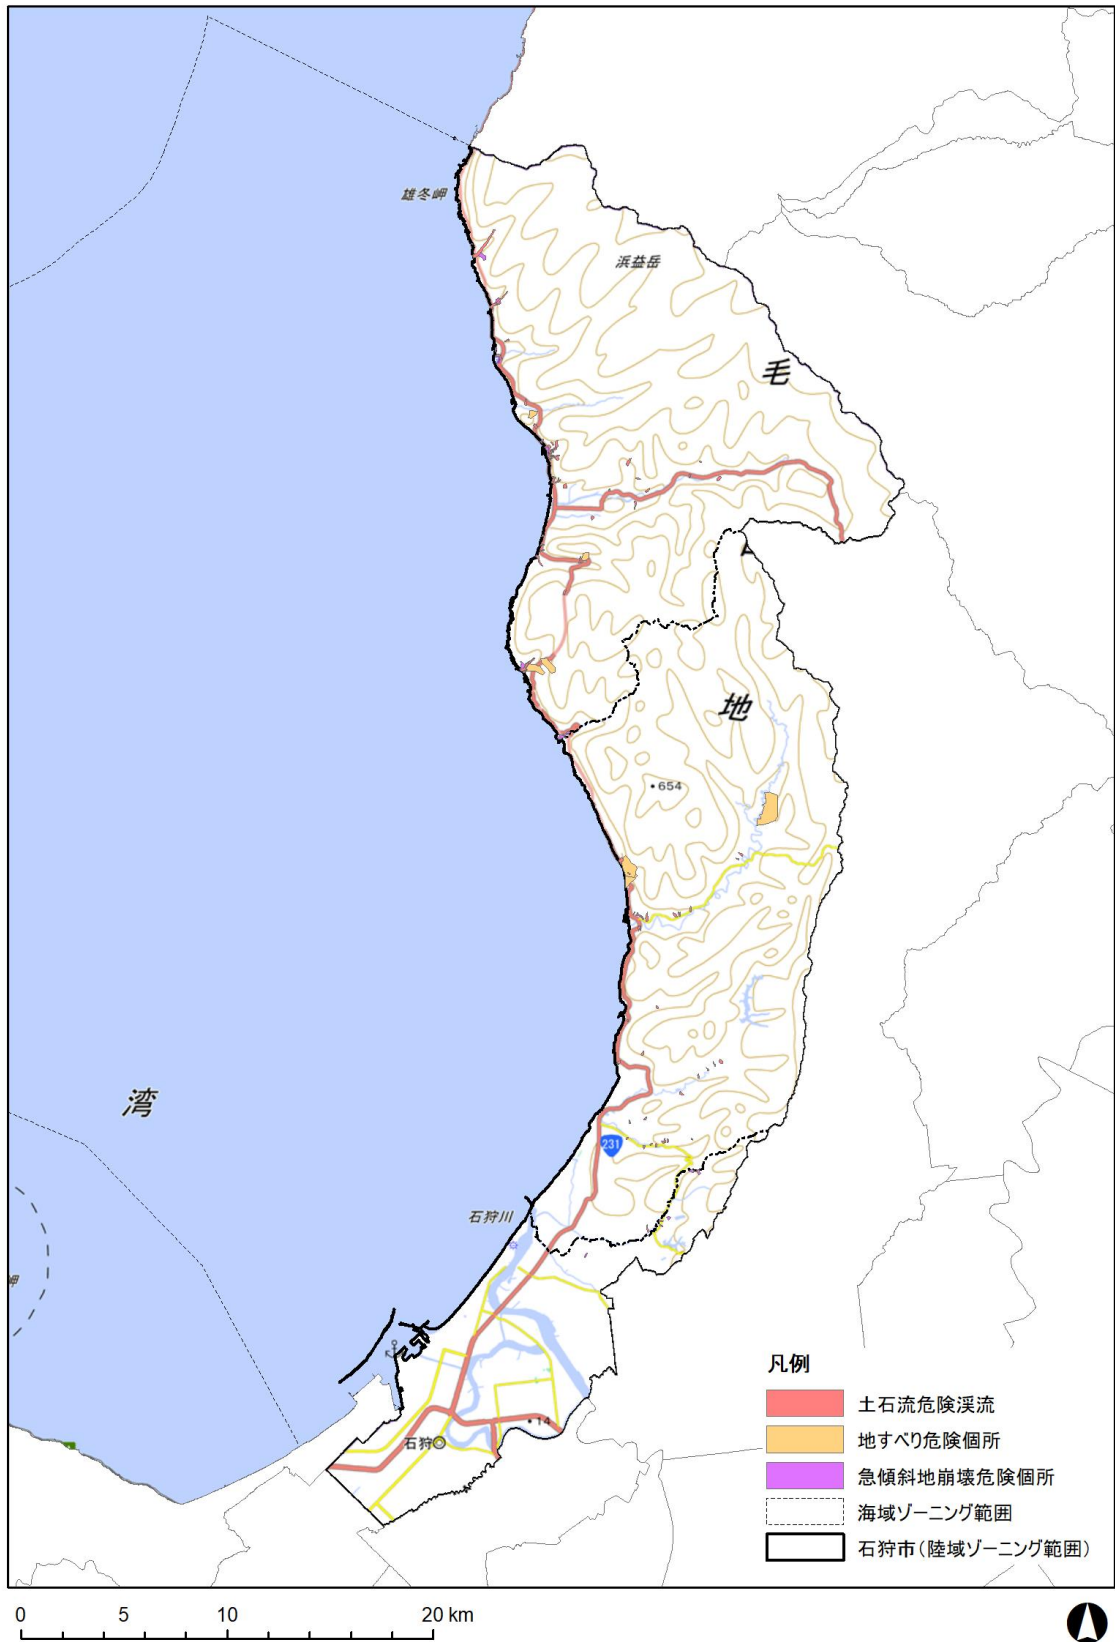 雄冬岬
浜益岳
毛
地
654
湾
231
石狩川
岬
14
石狩
凡例
土石流危険渓流
地すべり危険個所
急傾斜地崩壊危険個所
海域ゾーニング範囲
石狩市(陸域ゾーニング範囲)
0 5 10 20 km